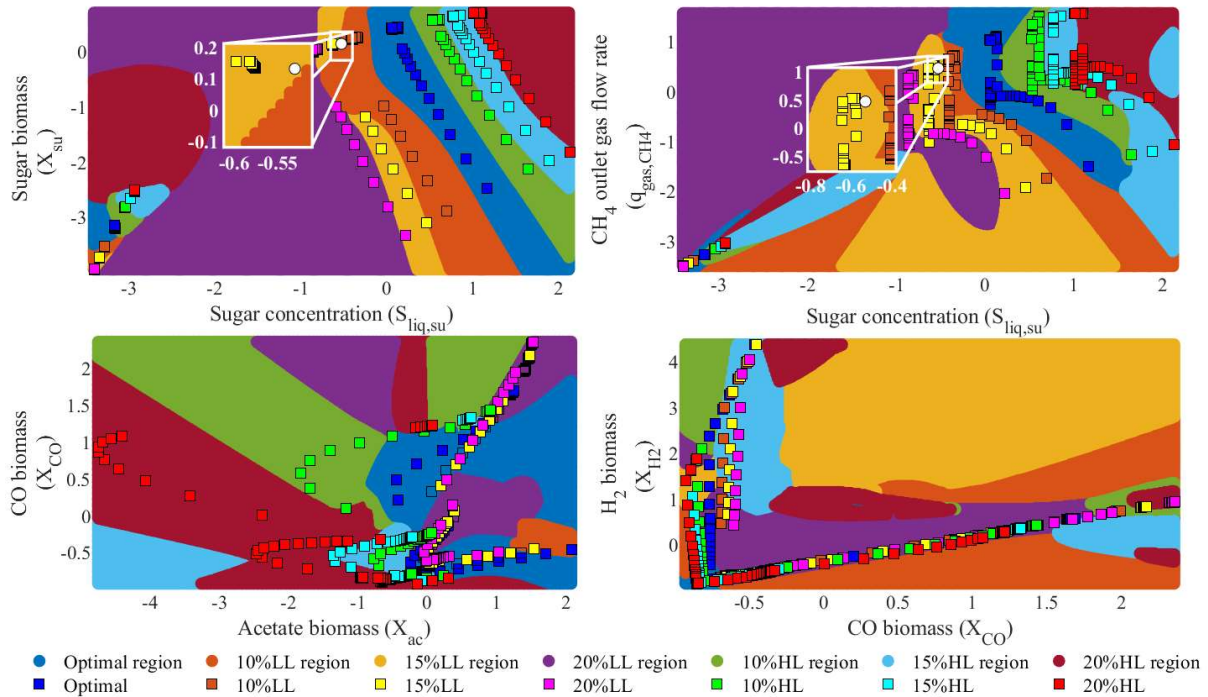 0
-1
-2
-3
Sugar biomass
(X_su)
0.2
0.1
0
-0.1
-0.6 -0.55
-3 -2 -1 0 1 2
Sugar concentration (S_liq,su)
1
0
-1
-2
-3
CH4 outlet gas flow rate
(q_gas,CH4)
1
0.5
0
-0.5
-0.8 -0.6 -0.4
-3 -2 -1 0 1 2
Sugar concentration (S_liq,su)
2
1.5
1
0.5
0
-0.5
CO biomass
(X_CO)
-4 -3 -2 -1 0 1 2
Acetate biomass (X_ac)
4
3
2
1
0
H2 biomass
(X_H2)
-0.5 0 0.5 1 1.5 2
CO biomass (X_CO)
Optimal region 10%LL region 15%LL region 20%LL region 10%HL region 15%HL region 20%HL region
Optimal 10%LL 15%LL 20%LL 10%HL 15%HL 20%HL